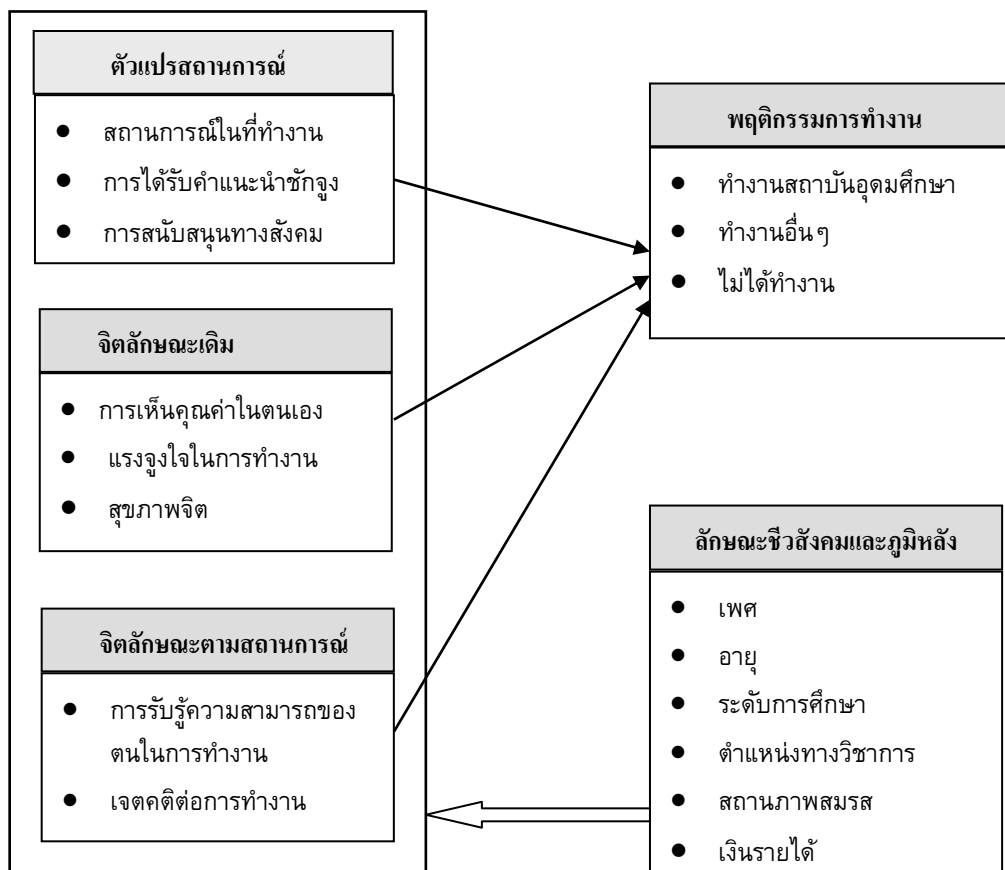 ตัวแปรสถานการณ์
● สถานการณ์ในที่ทำงาน
● การได้รับคำแนะนำชักจูง
● การสนับสนุนทางสังคม
จิตลักษณะเดิม
● การเห็นคุณค่าในตนเอง
● แรงจูงใจในการทำงาน
● สุขภาพจิต
จิตลักษณะตามสถานการณ์
● การรับรู้ความสามารถของ
ตนในการทำงาน
● เจตคติต่อการทำงาน
พฤติกรรมการทำงาน
● ทำงานสถาบันอุดมศึกษา
● ทำงานอื่นๆ
● ไม่ได้ทำงาน
ลักษณะชีวสังคมและภูมิหลัง
● เพศ
● อายุ
● ระดับการศึกษา
● ตำแหน่งทางวิชาการ
● สถานภาพสมรส
● เงินรายได้